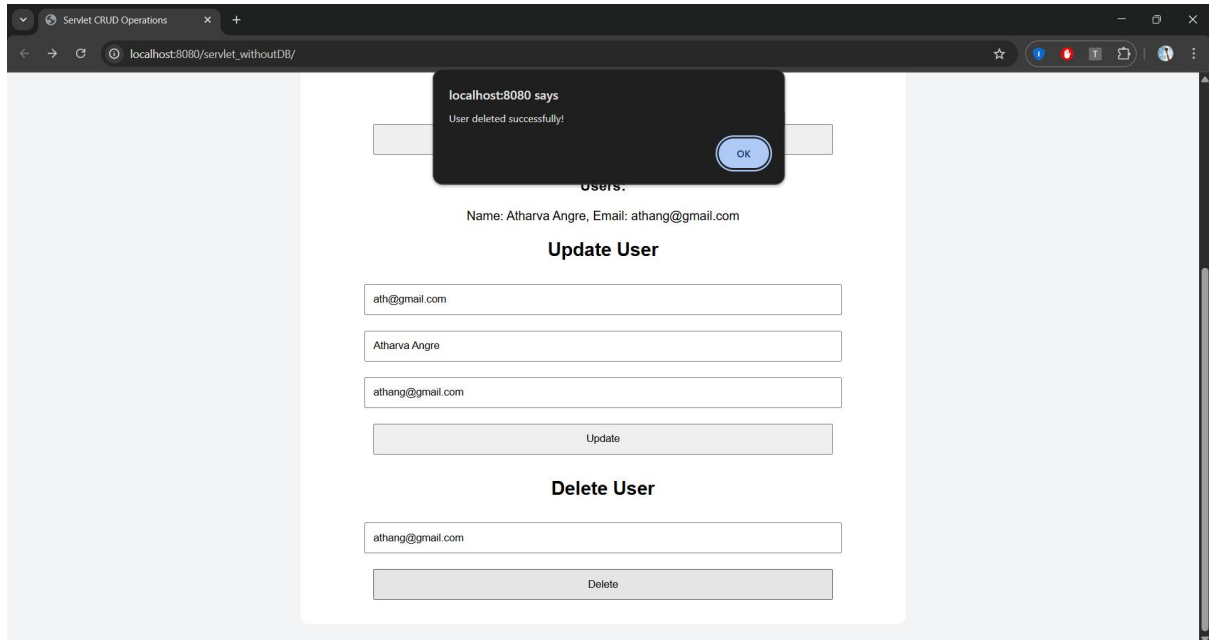 Servlet CRUD Operations
localhost:8080/servlet_withoutDB/
localhost:8080 says
User deleted successfully!
OK
Users:
Name: Atharva Angre, Email: athang@gmail.com
Update User
ath@gmail.com
Atharva Angre
athang@gmail.com
Update
Delete User
athang@gmail.com
Delete